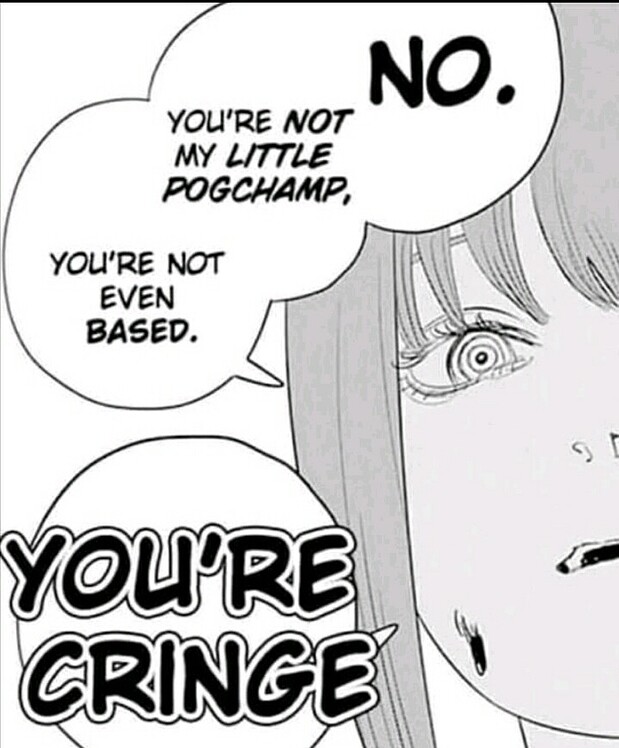 NO.
YOU'RE NOT
MY LITTLE
POGCHAMP,
YOU'RE NOT
EVEN
BASED.
YOU'RE
CRINGE